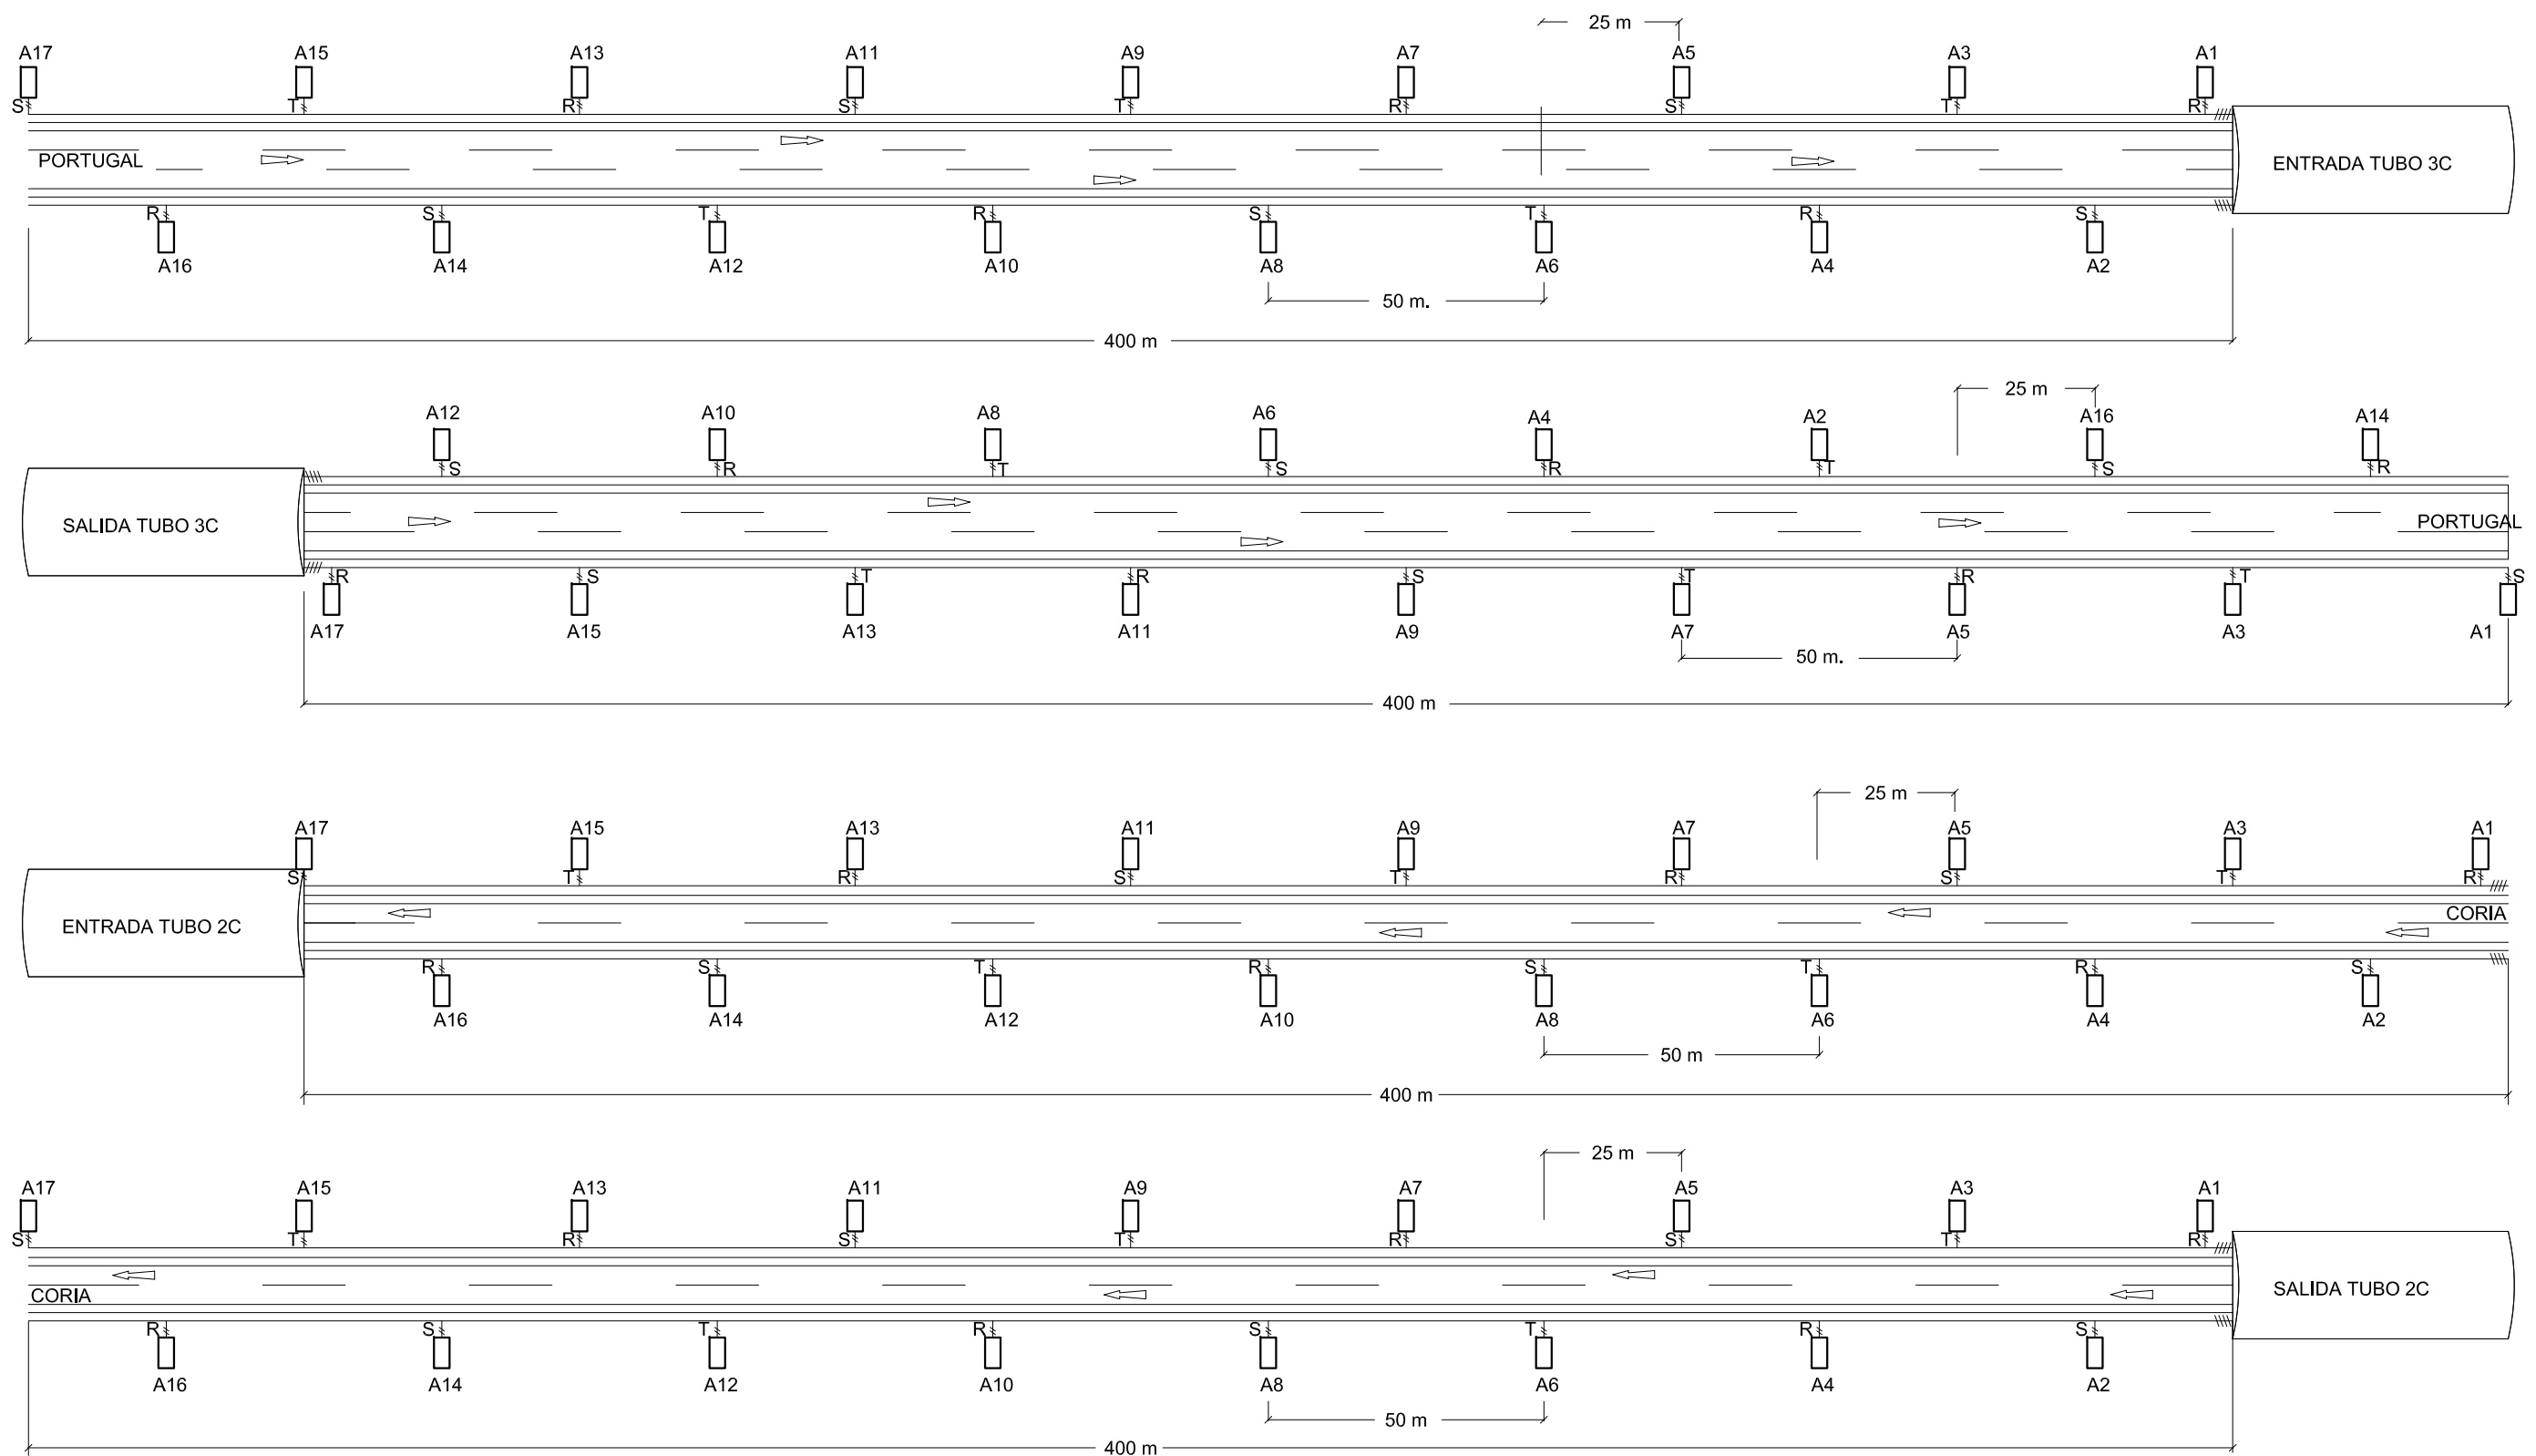 25 m
A17 A15 A13 A11 A9 A7 A5 A3 A1
S T R S T R S T R
PORTUGAL
ENTRADA TUBO 3C
R S T R S T R S
A16 A14 A12 A10 A8 A6 A4 A2
50 m.
400 m
25 m
A12 A10 A8 A6 A4 A2 A16 A14
S R T S R T S R
SALIDA TUBO 3C
PORTUGAL
R S T R S T R T S
A17 A15 A13 A11 A9 A7 A5 A3 A1
50 m.
400 m
25 m
A17 A15 A13 A11 A9 A7 A5 A3 A1
S T R S T R S T R
ENTRADA TUBO 2C
CORIA
R S T R S T R S
A16 A14 A12 A10 A8 A6 A4 A2
50 m
400 m
25 m
A17 A15 A13 A11 A9 A7 A5 A3 A1
S T R S T R S T R
CORIA
SALIDA TUBO 2C
R S T R S T R S
A16 A14 A12 A10 A8 A6 A4 A2
50 m
400 m